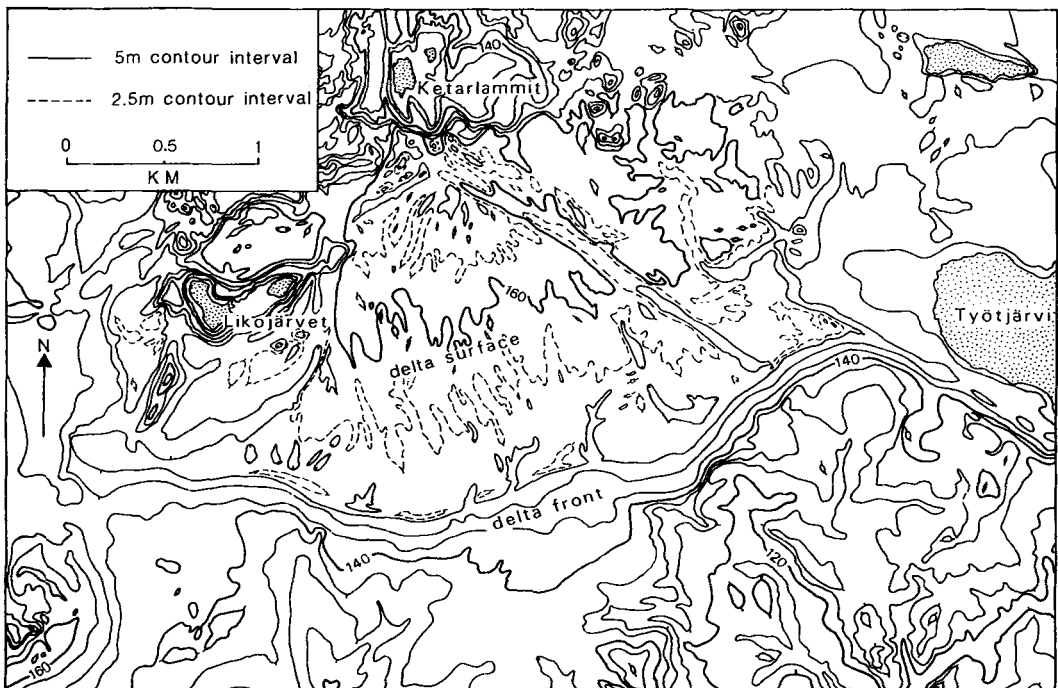 5m contour interval
2.5m contour interval
0 0.5 1
KM
140
Ketarlammit
160
Likojärvet
delta surface
Työtjärvi
N
140
delta front
140
120
160